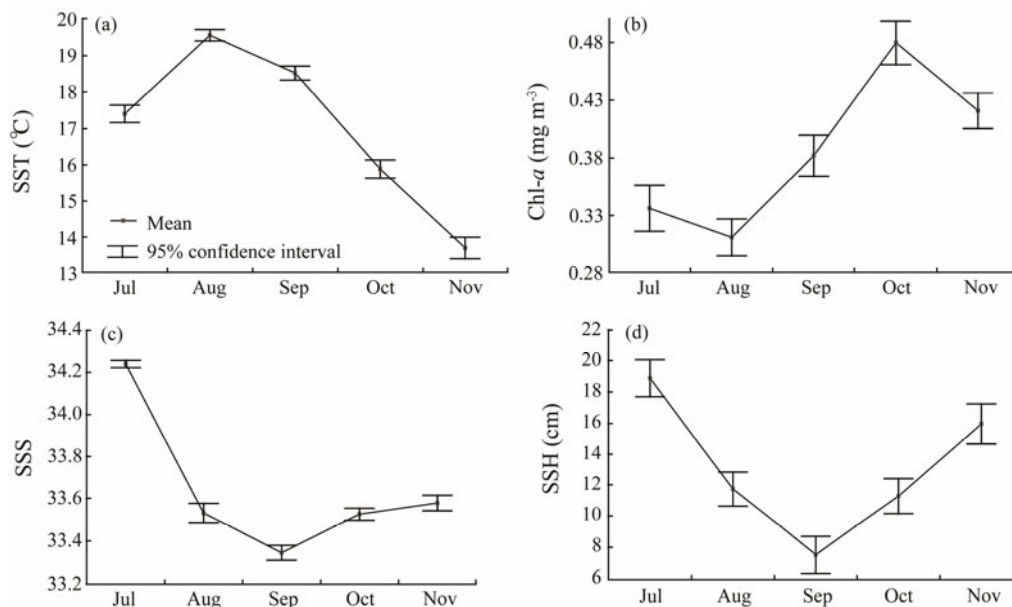 (a)
SST (℃)
20
19
18
17
16
15
14
13
Mean
95% confidence interval
Jul Aug Sep Oct Nov
(b)
Chl-a (mg m⁻³)
0.48
0.43
0.38
0.33
0.28
Jul Aug Sep Oct Nov
(c)
SSS
34.4
34.2
34.0
33.8
33.6
33.4
33.2
Jul Aug Sep Oct Nov
(d)
SSH (cm)
22
20
18
16
14
12
10
8
6
Jul Aug Sep Oct Nov